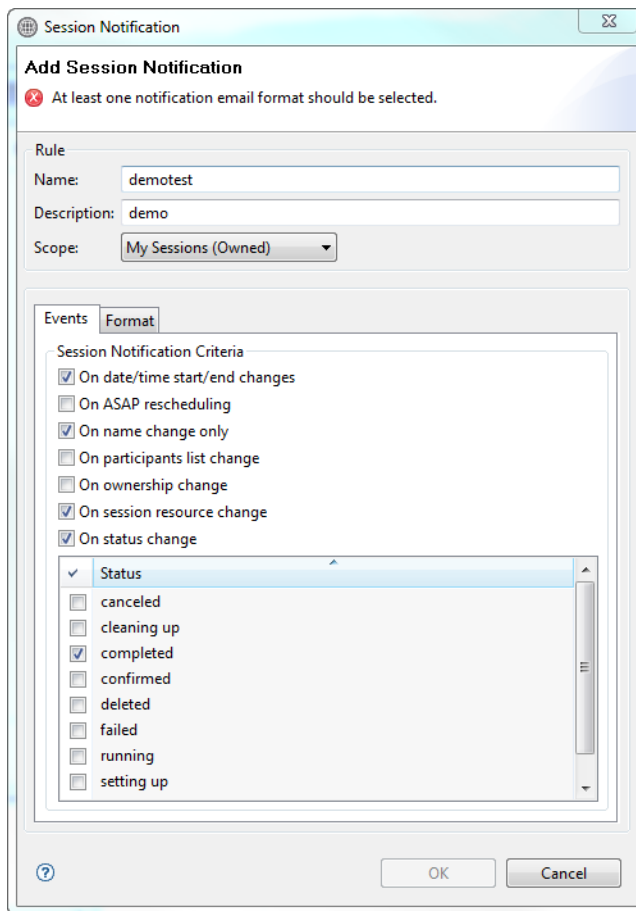 Session Notification
Add Session Notification
At least one notification email format should be selected.
Rule
Name: demotest
Description: demo
Scope: My Sessions (Owned)
Events Format
Session Notification Criteria
On date/time start/end changes
On ASAP rescheduling
On name change only
On participants list change
On ownership change
On session resource change
On status change
Status
canceled
cleaning up
completed
confirmed
deleted
failed
running
setting up
OK Cancel